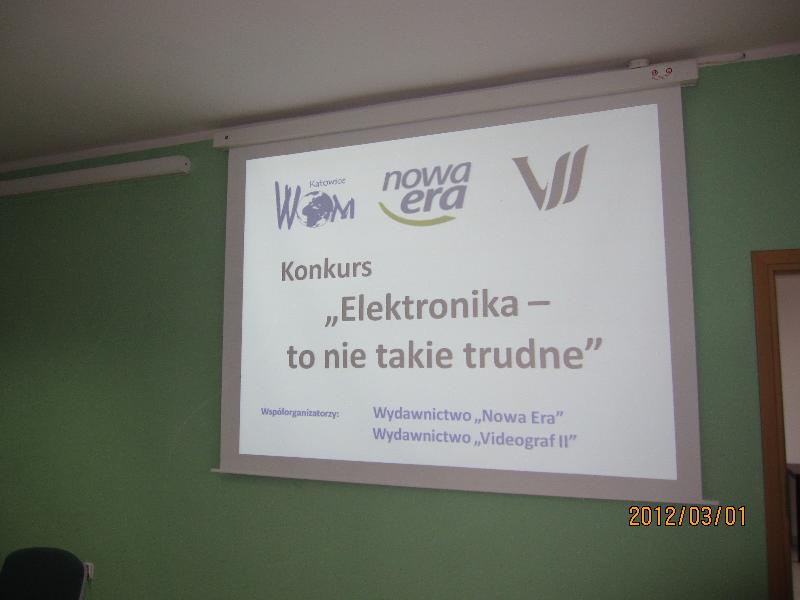 Katowice
WOM
nowa
era
VII
Konkurs
„Elektronika –
to nie takie trudne”
Współorganizatorzy:
Wydawnictwo „Nowa Era”
Wydawnictwo „Videograf II”
2012/03/01